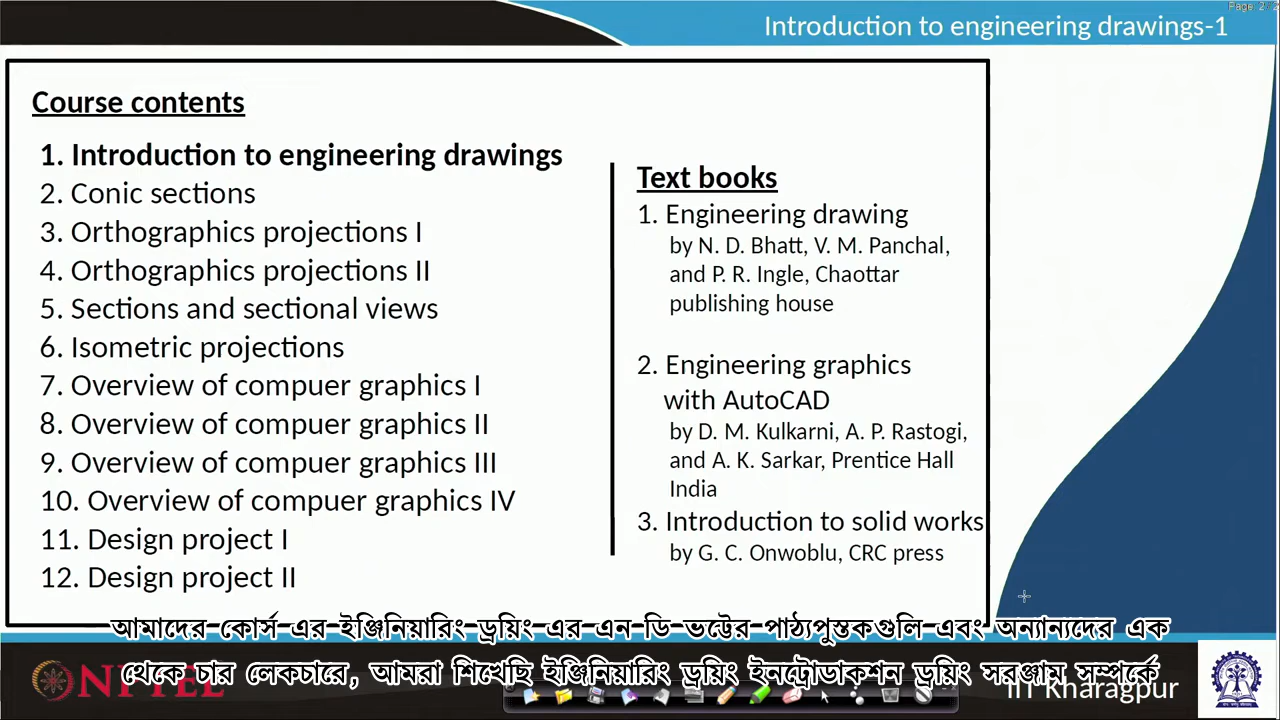 Page 2/2
Introduction to engineering drawings-1
Course contents
1. Introduction to engineering drawings
2. Conic sections
3. Orthographics projections I
4. Orthographics projections II
5. Sections and sectional views
6. Isometric projections
7. Overview of compuer graphics I
8. Overview of compuer graphics II
9. Overview of compuer graphics III
10. Overview of compuer graphics IV
11. Design project I
12. Design project II
Text books
1. Engineering drawing
by N. D. Bhatt, V. M. Panchal,
and P. R. Ingle, Chaottar
publishing house
2. Engineering graphics
with AutoCAD
by D. M. Kulkarni, A. P. Rastogi,
and A. K. Sarkar, Prentice Hall
India
3. Introduction to solid works
by G. C. Onwoblu, CRC press
আমাদের কোর্স এর ইঞ্জিনিয়ারিং ড্রয়িং এর এন ডি ভট্টের পাঠ্যপুস্তকগুলি এবং অন্যান্যদের এক
থেকে চার লেকচারে, আমরা শিখেছি ইঞ্জিনিয়ারিং ড্রয়িং ইনট্রোডাকশন ড্রয়িং সরঞ্জাম সম্পর্কে
NPTEL
IIT Kharagpur